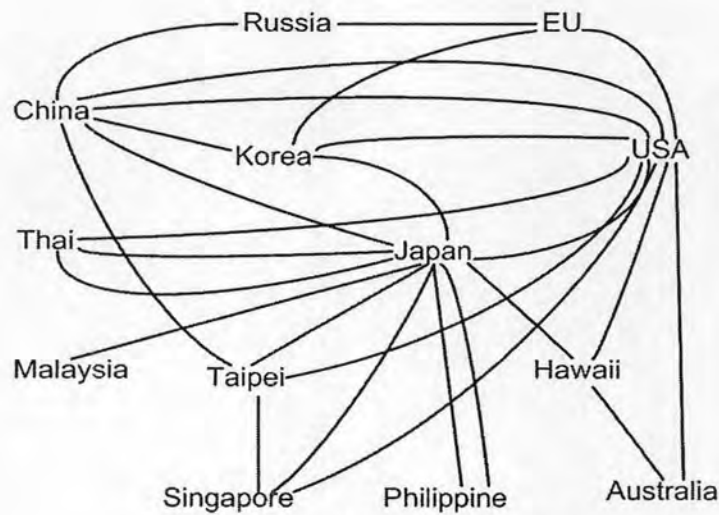 Russia EU
China
Korea USA
Thai Japan
Malaysia Taipei Hawaii
Singapore Philippine Australia